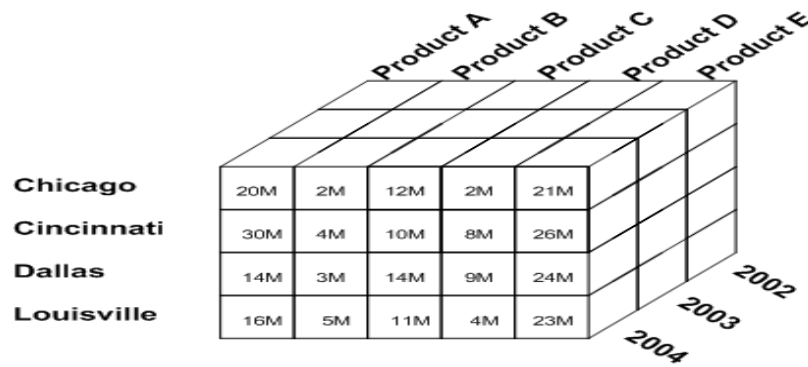 Product A Product B Product C Product D Product E
Chicago 20M 2M 12M 2M 21M
Cincinnati 30M 4M 10M 8M 26M
Dallas 14M 3M 14M 9M 24M
Louisville 16M 5M 11M 4M 23M
2002
2003
2004